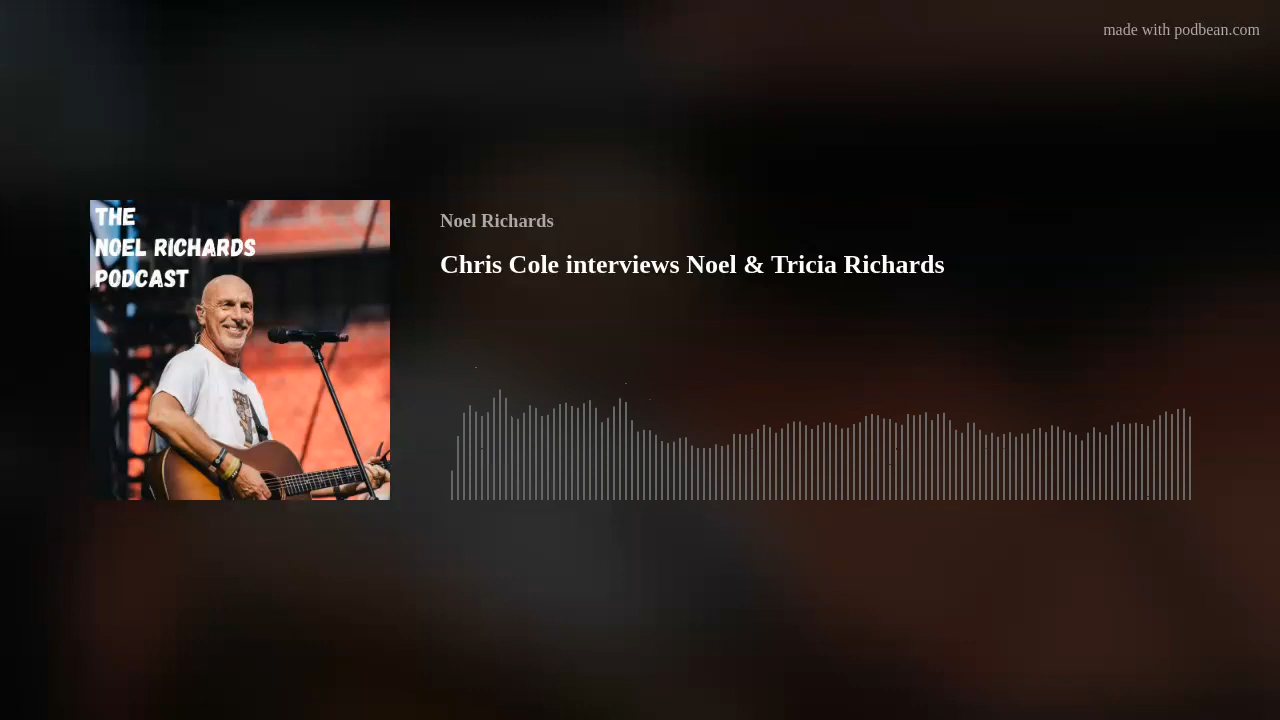 made with podbean.com
THE
NOEL RICHARDS
PODCAST
Noel Richards
Chris Cole interviews Noel & Tricia Richards